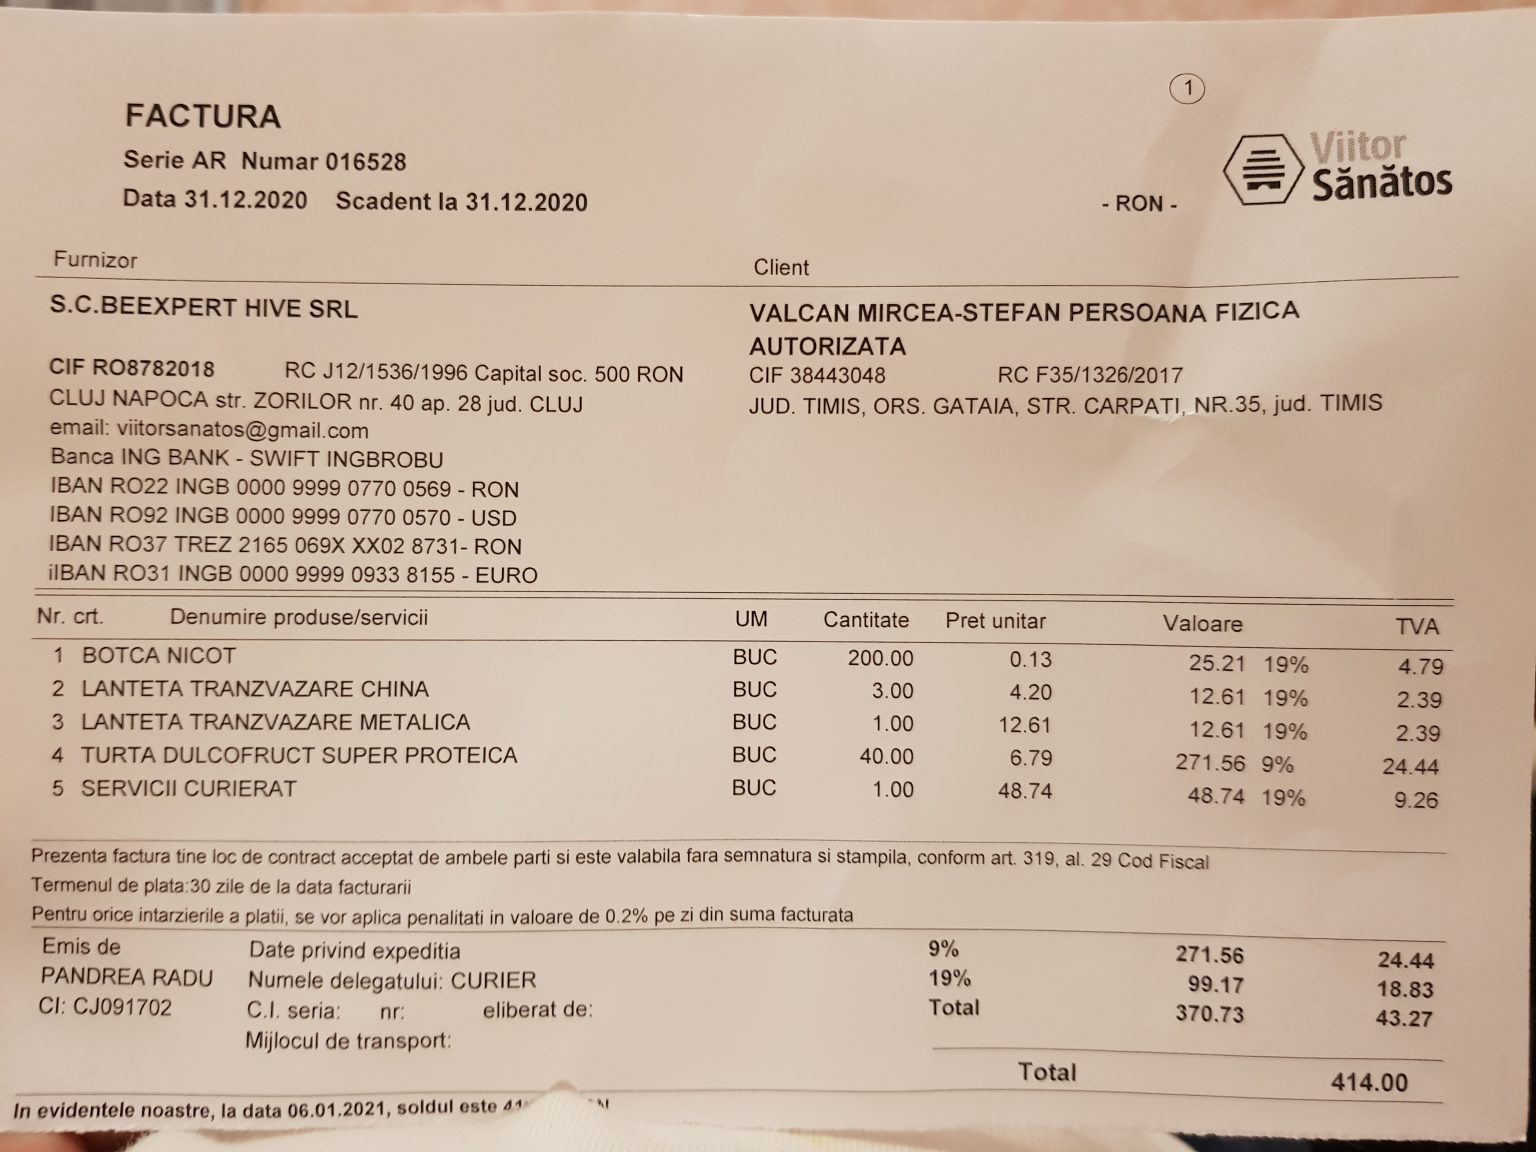 1
FACTURA
Serie AR Numar 016528
Data 31.12.2020 Scadent la 31.12.2020
- RON -
Viitor
Sănătos
Furnizor
Client
S.C.BEEXPERT HIVE SRL
CIF RO8782018 RC J12/1536/1996 Capital soc. 500 RON
CLUJ NAPOCA str. ZORILOR nr. 40 ap. 28 jud. CLUJ
email: viitorsanatos@gmail.com
Banca ING BANK - SWIFT INGBROBU
IBAN RO22 INGB 0000 9999 0770 0569 - RON
IBAN RO92 INGB 0000 9999 0770 0570 - USD
IBAN RO37 TREZ 2165 069X XX02 8731- RON
iIBAN RO31 INGB 0000 9999 0933 8155 - EURO
VALCAN MIRCEA-STEFAN PERSOANA FIZICA
AUTORIZATA
CIF 38443048 RC F35/1326/2017
JUD. TIMIS, ORS. GATAIA, STR. CARPATI, NR.35, jud. TIMIS
Nr. crt. Denumire produse/servicii UM Cantitate Pret unitar Valoare TVA
1 BOTCA NICOT BUC 200.00 0.13 25.21 19% 4.79
2 LANTETA TRANZVAZARE CHINA BUC 3.00 4.20 12.61 19% 2.39
3 LANTETA TRANZVAZARE METALICA BUC 1.00 12.61 12.61 19% 2.39
4 TURTA DULCOFRUCT SUPER PROTEICA BUC 40.00 6.79 271.56 9% 24.44
5 SERVICII CURIERAT BUC 1.00 48.74 48.74 19% 9.26
Prezenta factura tine loc de contract acceptat de ambele parti si este valabila fara semnatura si stampila, conform art. 319, al. 29 Cod Fiscal
Termenul de plata:30 zile de la data facturarii
Pentru orice intarzierile a platii, se vor aplica penalitati in valoare de 0.2% pe zi din suma facturata
Emis de
PANDREA RADU
CI: CJ091702
Date privind expeditia
Numele delegatului: CURIER
C.I. seria: nr: eliberat de:
Mijlocul de transport:
9% 271.56 24.44
19% 99.17 18.83
Total 370.73 43.27
Total 414.00
In evidentele noastre, la data 06.01.2021, soldul este